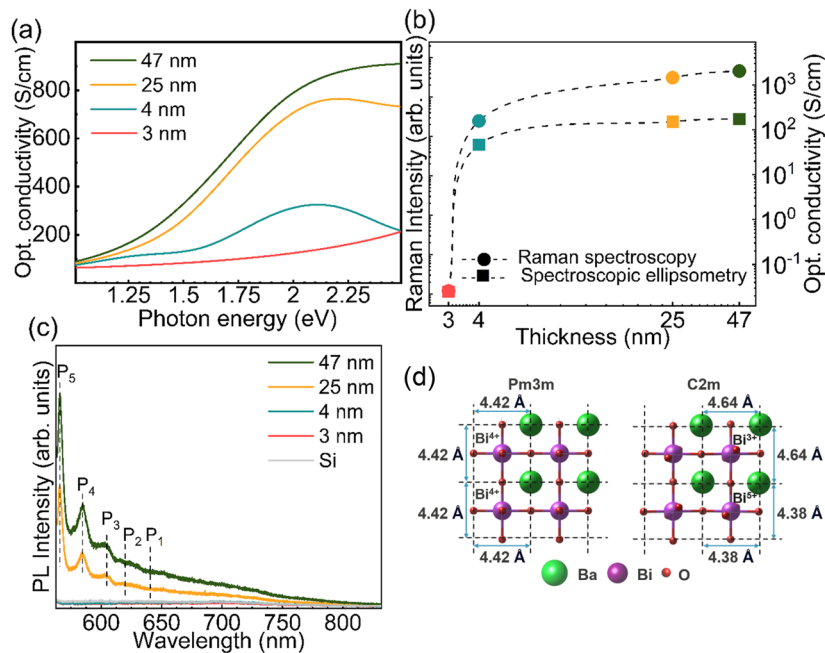 (a)
Opt. conductivity (S/cm)
800
600
400
200
47 nm
25 nm
4 nm
3 nm
1.25
1.5
1.75
2
2.25
Photon energy (eV)
(b)
Raman Intensity (arb. units)
Opt. conductivity (S/cm)
10³
10²
10¹
10⁰
10⁻¹
Raman spectroscopy
Spectroscopic ellipsometry
3
4
25
47
Thickness (nm)
(c)
PL Intensity (arb. units)
P₅
P₄
P₃
P₂
P₁
47 nm
25 nm
4 nm
3 nm
Si
600
650
700
750
800
Wavelength (nm)
(d)
Pm3m
C2m
4.42 Å
4.64 Å
Bi⁴⁺
Bi³⁺
4.42 Å
4.64 Å
Bi⁴⁺
Bi⁵⁺
4.42 Å
4.38 Å
4.42 Å
4.38 Å
Ba
Bi
O